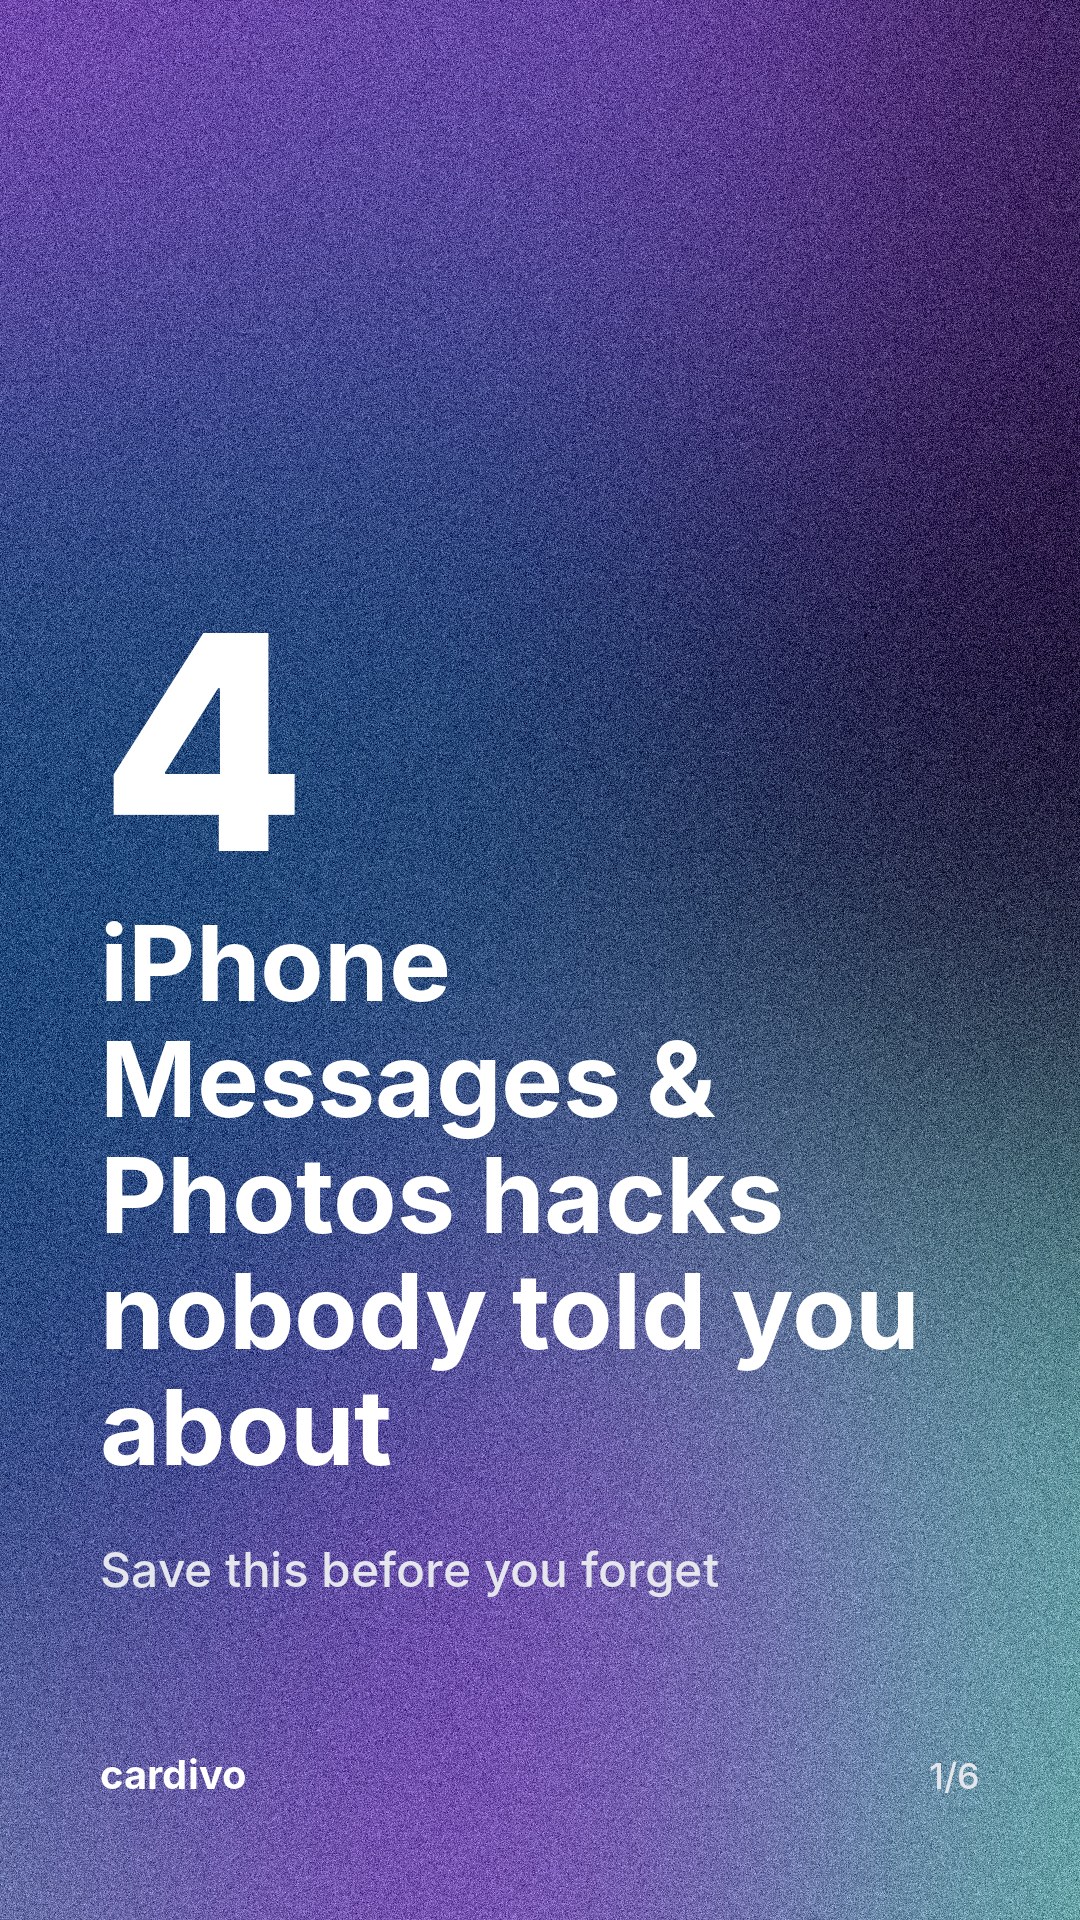 4
iPhone
Messages &
Photos hacks
nobody told you
about
Save this before you forget
cardivo
1/6